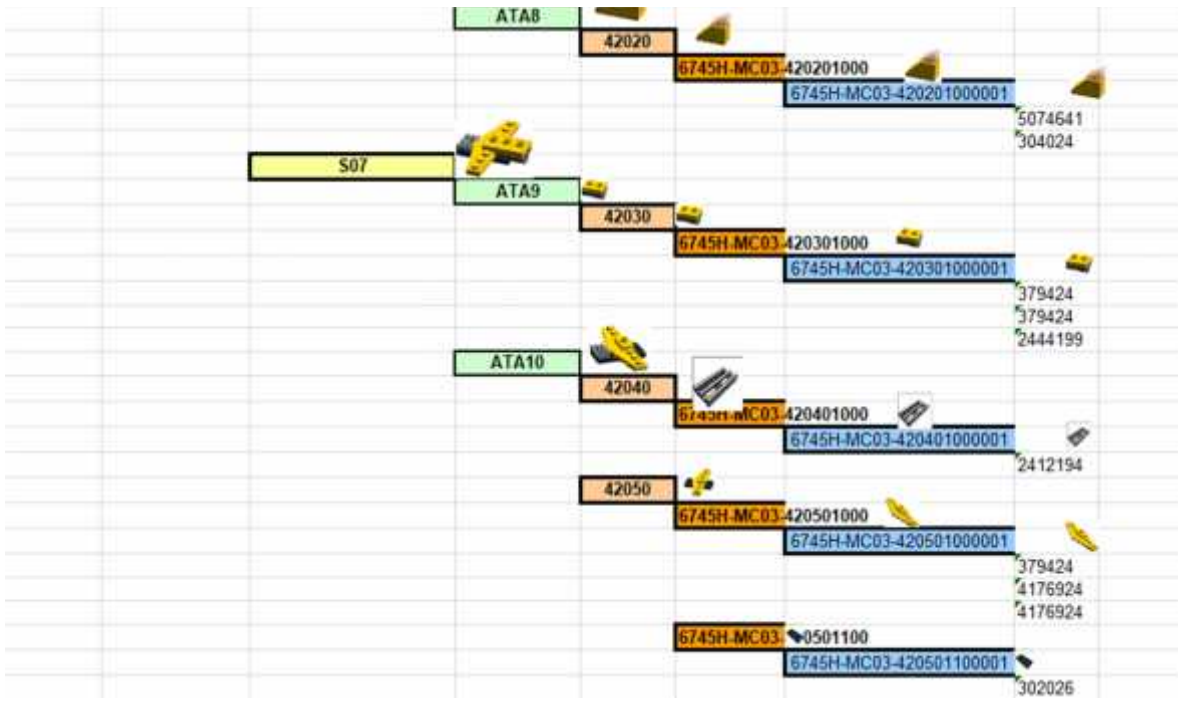 ATA8
42020
6745H-MC03-420201000
6745H-MC03-420201000001
5074641
304024
S07
ATA9
42030
6745H-MC03-420301000
6745H-MC03-420301000001
379424
379424
2444199
ATA10
42040
6745H-MC03-420401000
6745H-MC03-420401000001
2412194
42050
6745H-MC03-420501000
6745H-MC03-420501000001
379424
4176924
4176924
6745H-MC03-
0501100
6745H-MC03-420501100001
302026